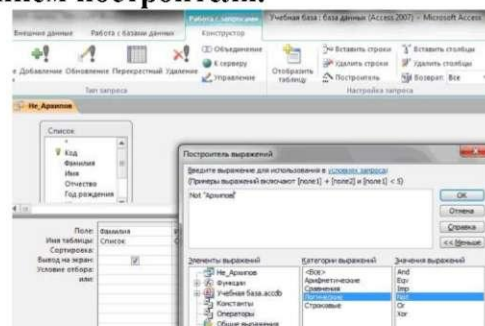 построителя.
Работа с запросами
Учебная база : база данных (Access 2007) - Microsoft Access
Внешние данные
Работа с базами данных
Конструктор
Добавление
Обновление
Перекрестный
Удаление
Объединение
К серверу
Управление
Отобразить таблицу
Вставить строки
Удалить строки
Построитель
Вставить столбцы
Удалить столбцы
Возврат: Все
Тип запроса
Настройка запроса
Не_Архипов
Список
*
Код
Фамилия
Имя
Отчество
Год рождения
Построитель выражений
Введите выражение для использования в условиях запроса:
(Примеры выражений включают [поле1] + [поле2] и [поле1] < 5)
Not "Архипов"
OK
Отмена
Справка
<< Меньше
Поле: Фамилия
Имя таблицы: Список
Сортировка:
Вывод на экран:
Условие отбора:
или:
Элементы выражений
Не_Архипов
Функции
Учебная база.accdb
Константы
Операторы
Общие выражения
Категории выражений
<Все>
Арифметические
Сравнения
Логические
Строковые
Значения выражений
And
Eqv
Imp
Not
Or
Xor